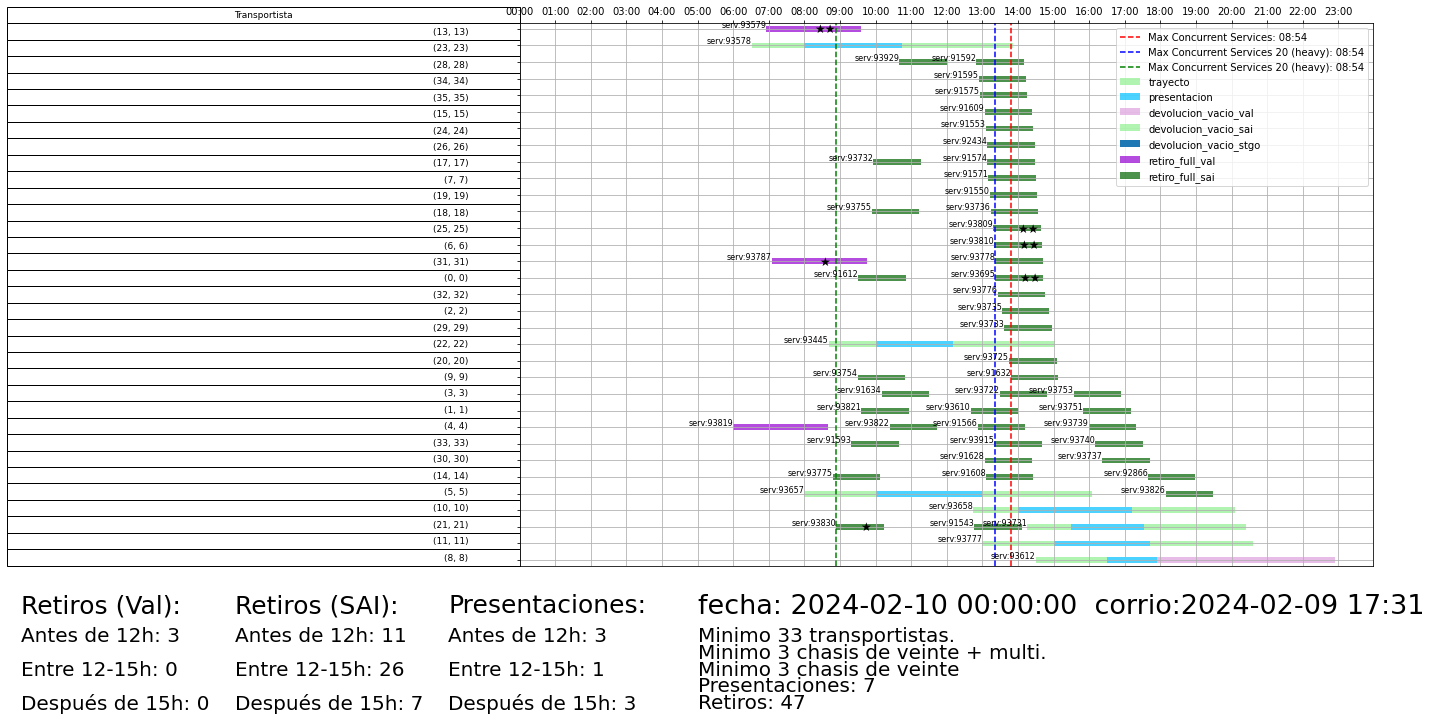 Transportista
00:00 01:00 02:00 03:00 04:00 05:00 06:00 07:00 08:00 09:00 10:00 11:00 12:00 13:00 14:00 15:00 16:00 17:00 18:00 19:00 20:00 21:00 22:00 23:00
(13, 13) serv:93579
(23, 23) serv:93578
(28, 28) serv:93929 serv:91592
(34, 34) serv:91595
(35, 35) serv:91575
(15, 15) serv:91609
(24, 24) serv:91553
(26, 26) serv:92434
(17, 17) serv:93732 serv:91574
(7, 7) serv:91571
(19, 19) serv:91550
(18, 18) serv:93755 serv:93736
(25, 25) serv:93809
(6, 6) serv:93810
(31, 31) serv:93787 serv:93778
(0, 0) serv:91612 serv:93695
(32, 32) serv:93776
(2, 2) serv:93735
(29, 29) serv:93733
(22, 22) serv:93445
(20, 20) serv:93725
(9, 9) serv:93754 serv:91632
(3, 3) serv:91634 serv:93722 serv:93753
(1, 1) serv:93821 serv:93610 serv:93751
(4, 4) serv:93819 serv:93822 serv:91566 serv:93739
(33, 33) serv:91593 serv:93915 serv:93740
(30, 30) serv:91628 serv:93737
(14, 14) serv:93775 serv:91608 serv:92866
(5, 5) serv:93657 serv:93826
(10, 10) serv:93658
(21, 21) serv:93830 serv:91543 serv:93731
(11, 11) serv:93777
(8, 8) serv:93612
Max Concurrent Services: 08:54
Max Concurrent Services 20 (heavy): 08:54
Max Concurrent Services 20 (heavy): 08:54
trayecto
presentacion
devolucion_vacio_val
devolucion_vacio_sai
devolucion_vacio_stgo
retiro_full_val
retiro_full_sai
Retiros (Val):
Antes de 12h: 3
Entre 12-15h: 0
Después de 15h: 0
Retiros (SAI):
Antes de 12h: 11
Entre 12-15h: 26
Después de 15h: 7
Presentaciones:
Antes de 12h: 3
Entre 12-15h: 1
Después de 15h: 3
fecha: 2024-02-10 00:00:00 corrio:2024-02-09 17:31
Minimo 33 transportistas.
Minimo 3 chasis de veinte + multi.
Minimo 3 chasis de veinte
Presentaciones: 7
Retiros: 47